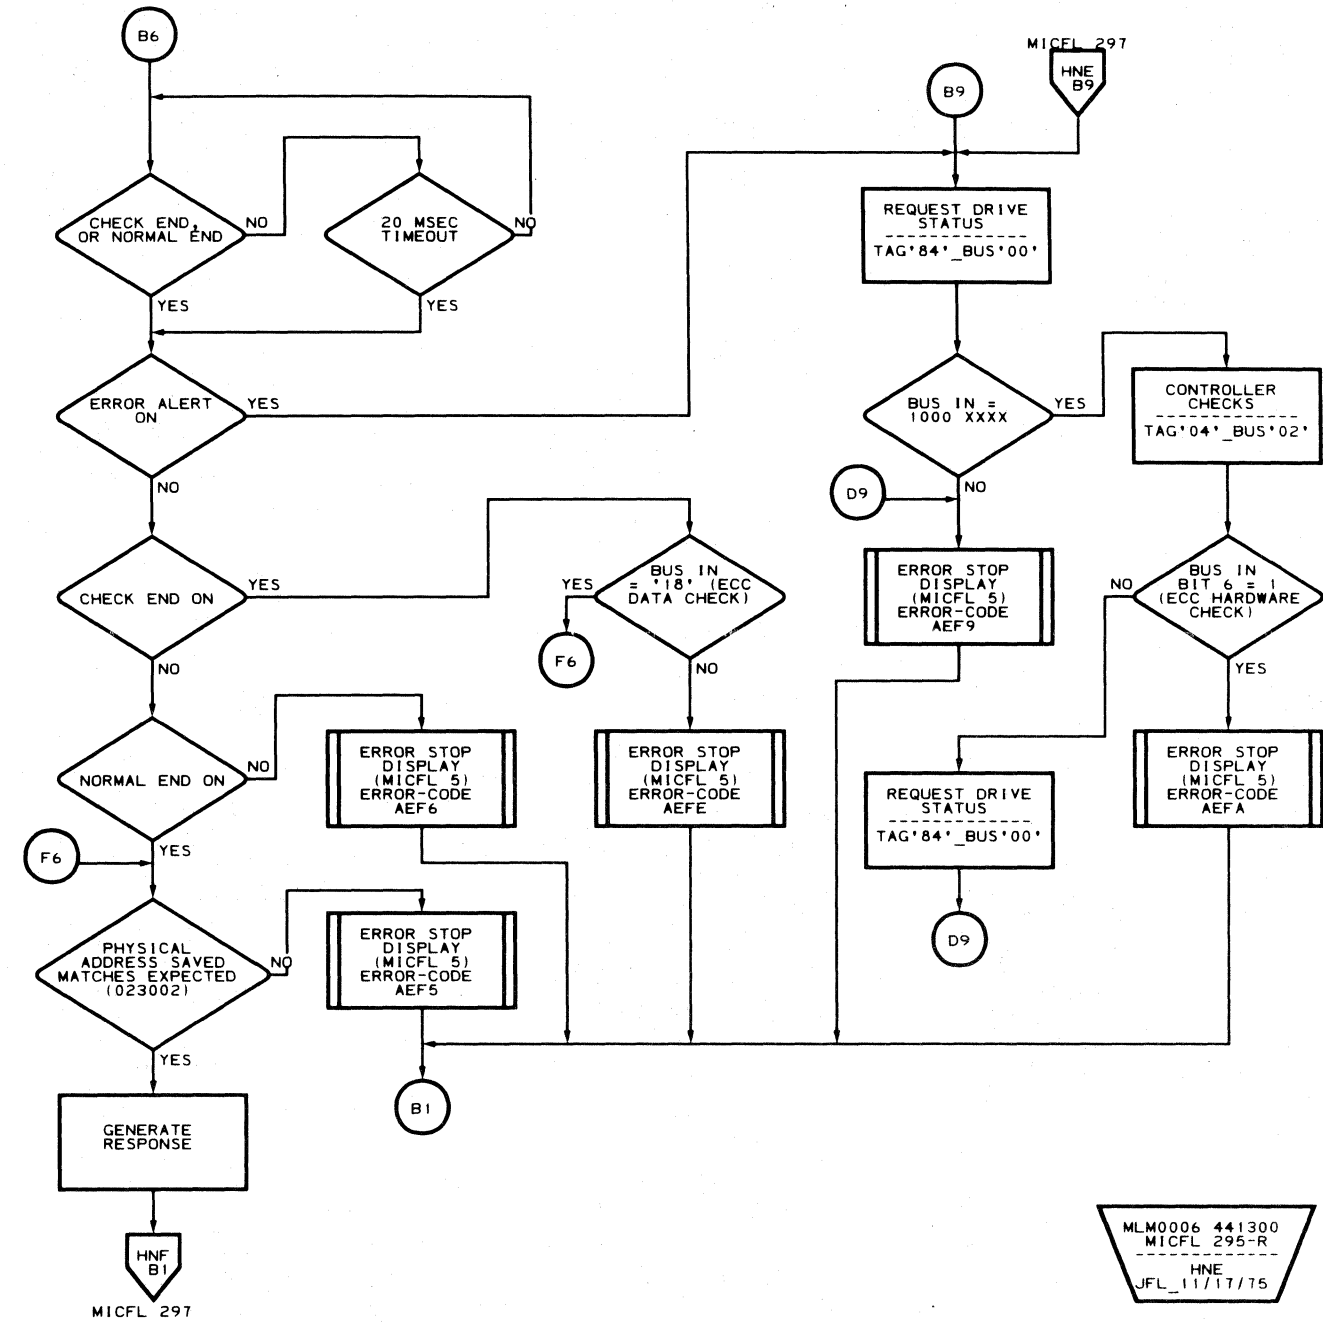 B6
MICFL 297
HNE
B9
B9
CHECK END,
OR NORMAL END
NO
YES
20 MSEC
TIMEOUT
NO
YES
REQUEST DRIVE
STATUS
TAG'84'_BUS'00'
ERROR ALERT
ON
YES
NO
BUS IN =
1000 XXXX
YES
NO
CONTROLLER
CHECKS
TAG'04'_BUS'02'
D9
CHECK END ON
YES
NO
BUS IN
= '18' (ECC
DATA CHECK)
YES
NO
F6
ERROR STOP
DISPLAY
(MICFL 5)
ERROR-CODE
AEF9
BUS IN
BIT 6 = 1
(ECC HARDWARE
CHECK)
NO
YES
NORMAL END ON
NO
YES
ERROR STOP
DISPLAY
(MICFL 5)
ERROR-CODE
AEF6
ERROR STOP
DISPLAY
(MICFL 5)
ERROR-CODE
AEFE
REQUEST DRIVE
STATUS
TAG'84'_BUS'00'
ERROR STOP
DISPLAY
(MICFL 5)
ERROR-CODE
AEFA
F6
PHYSICAL
ADDRESS SAVED
MATCHES EXPECTED
(023002)
NO
YES
ERROR STOP
DISPLAY
(MICFL 5)
ERROR-CODE
AEF5
D9
B1
GENERATE
RESPONSE
HNF
B1
MICFL 297
MLM0006 441300
MICFL 295-R
HNE
JFL_11/17/75